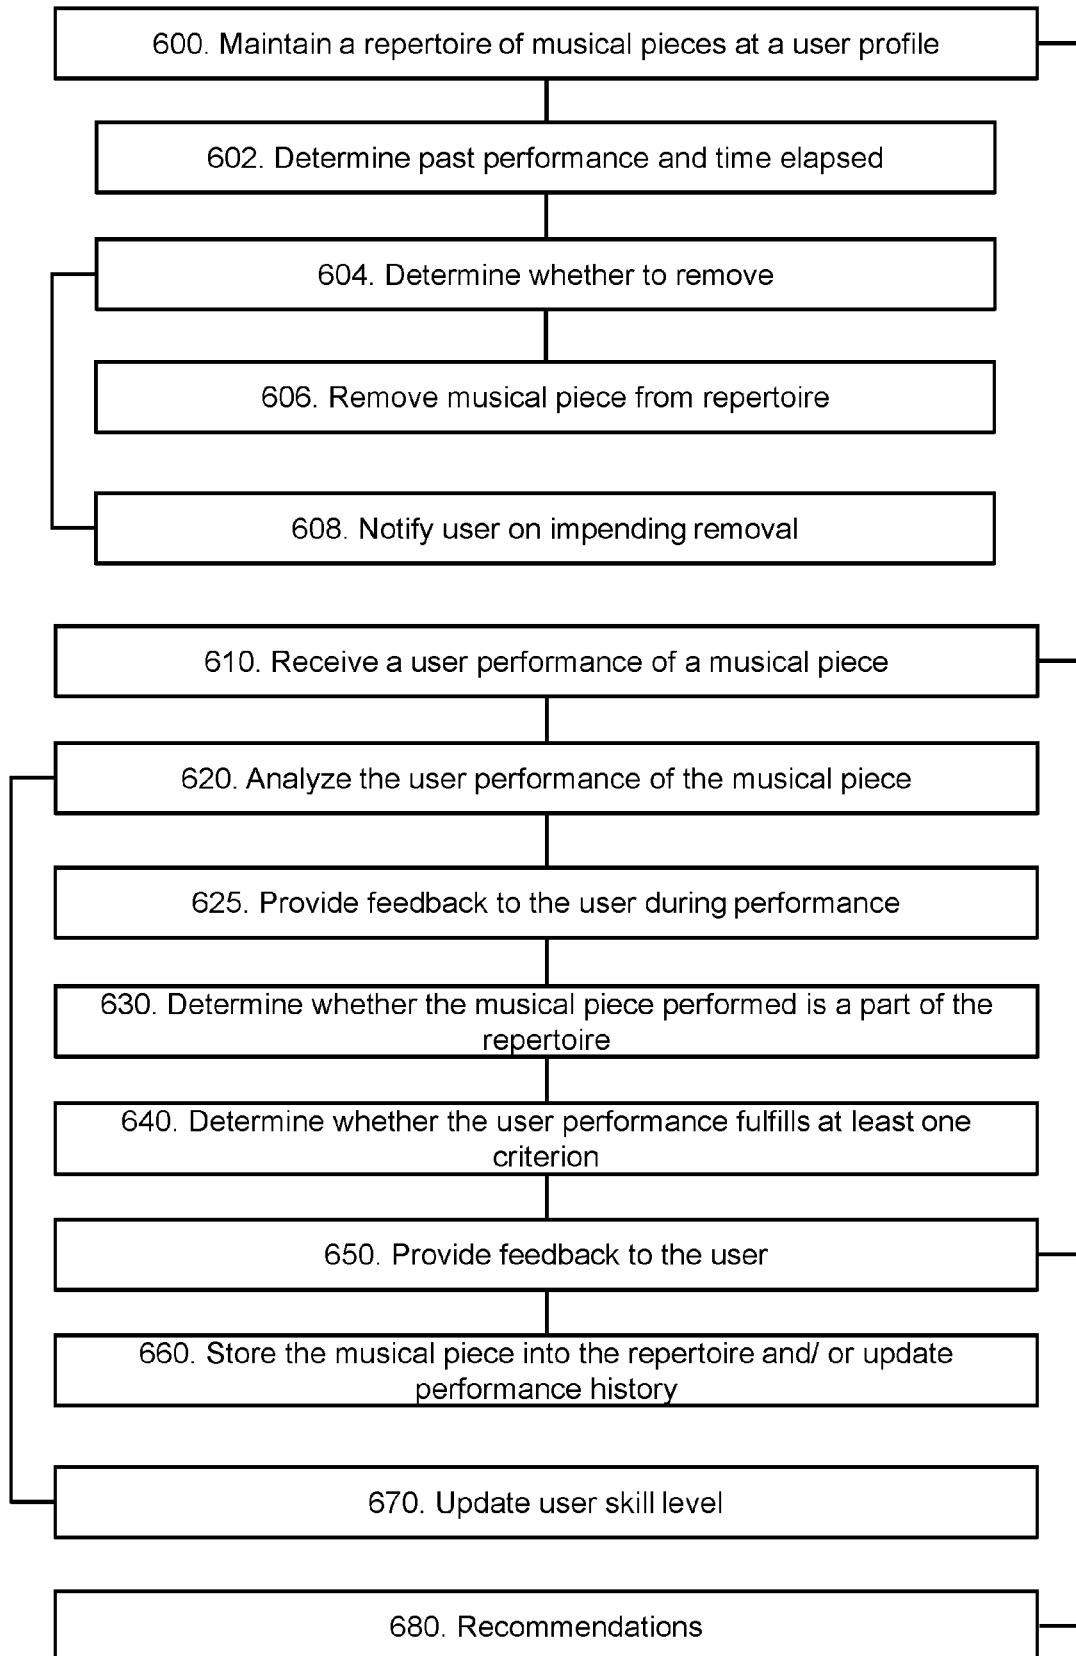 600. Maintain a repertoire of musical pieces at a user profile
602. Determine past performance and time elapsed
604. Determine whether to remove
606. Remove musical piece from repertoire
608. Notify user on impending removal
610. Receive a user performance of a musical piece
620. Analyze the user performance of the musical piece
625. Provide feedback to the user during performance
630. Determine whether the musical piece performed is a part of the
repertoire
640. Determine whether the user performance fulfills at least one
criterion
650. Provide feedback to the user
660. Store the musical piece into the repertoire and/ or update
performance history
670. Update user skill level
680. Recommendations